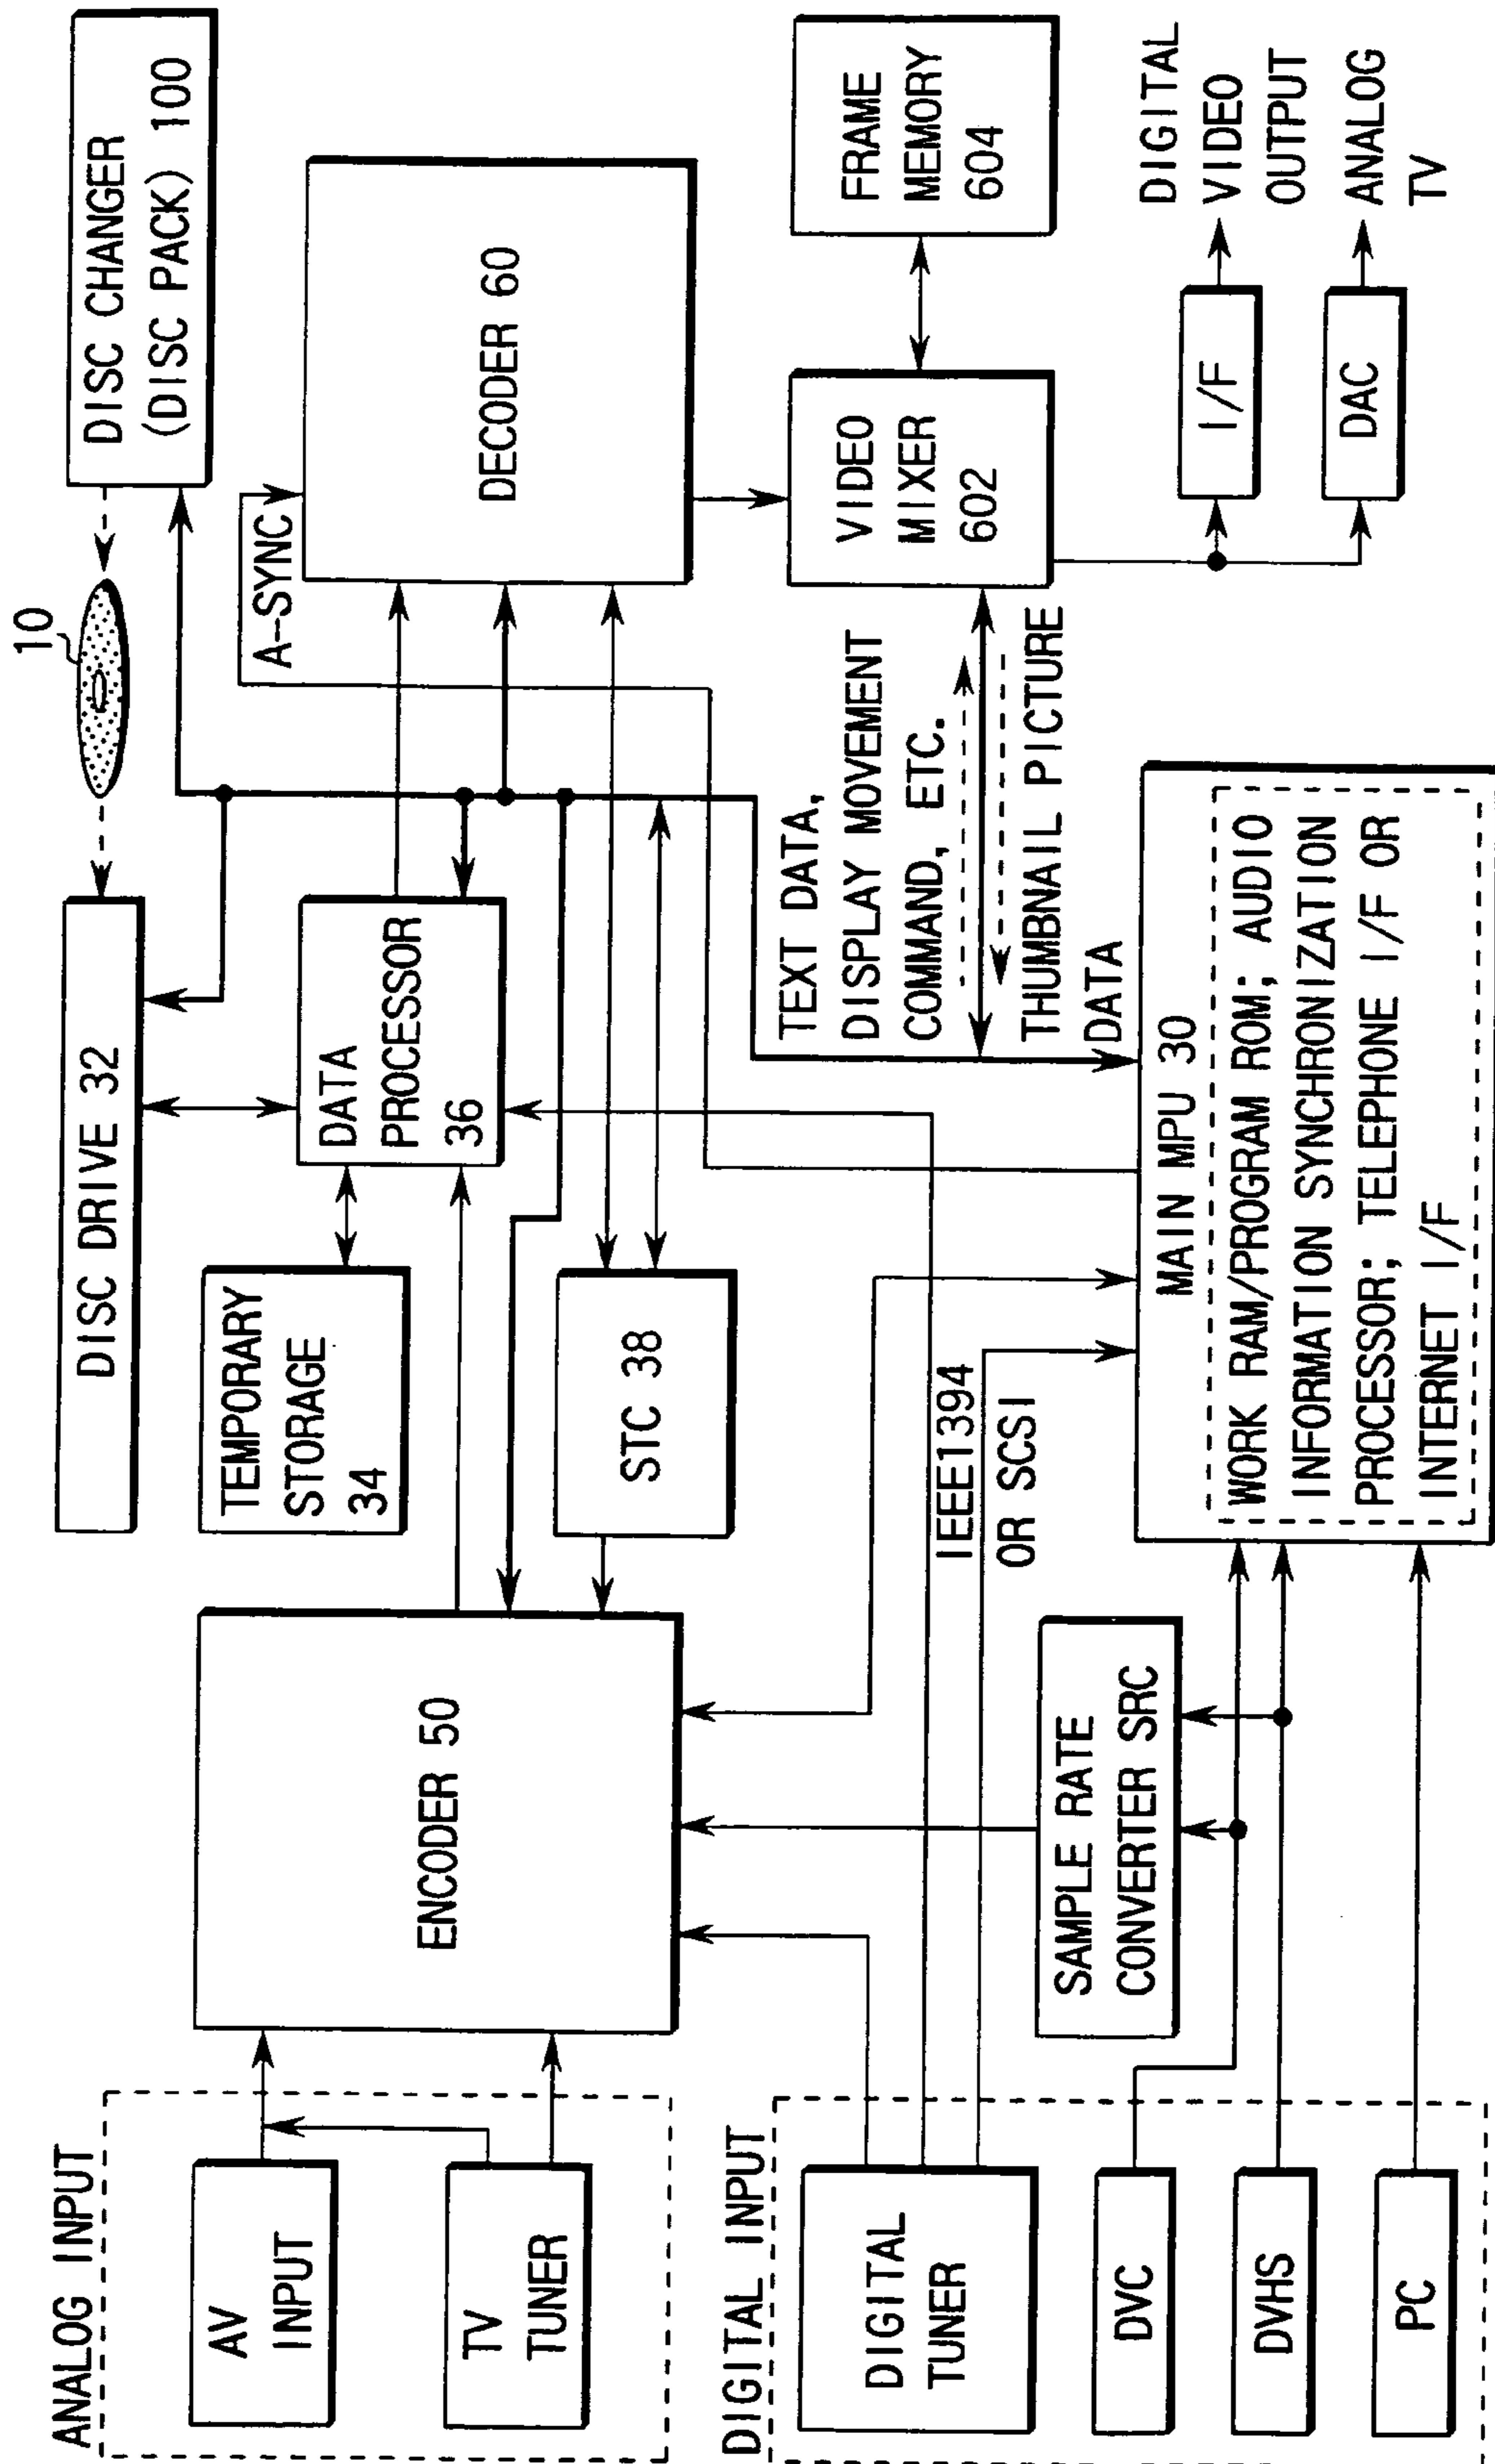 ANALOG INPUT
AV
INPUT
TV
TUNER
DIGITAL INPUT
DIGITAL
TUNER
DVC
DVHS
PC
ENCODER 50
SAMPLE RATE
CONVERTER SRC
DISC DRIVE 32
TEMPORARY
STORAGE
34
DATA
PROCESSOR
36
STC 38
IEEE1394
OR SCSI
MAIN MPU 30
WORK RAM/PROGRAM ROM; AUDIO
INFORMATION SYNCHRONIZATION
PROCESSOR; TELEPHONE I/F OR
INTERNET I/F
10
DISC CHANGER
(DISC PACK) 100
A-SYNC
DECODER 60
TEXT DATA,
DISPLAY MOVEMENT
COMMAND, ETC.
THUMBNAIL PICTURE
DATA
VIDEO
MIXER
602
FRAME
MEMORY
604
I/F
DAC
DIGITAL
VIDEO
OUTPUT
ANALOG
TV